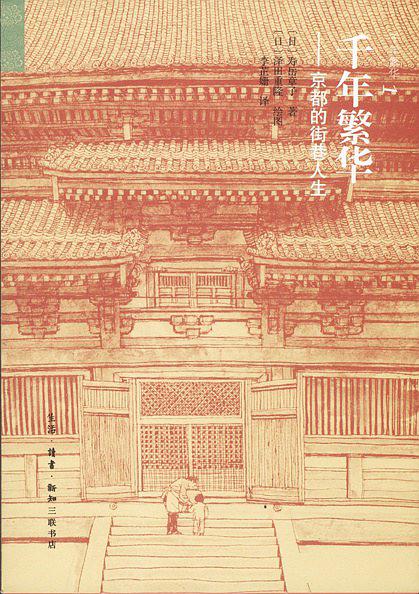 千年繁华
——京都的街巷人生
[日] 寿岳章子 著
[日] 泽田重隆 绘图
李芷姗 译
生活·讀書·新知三联书店